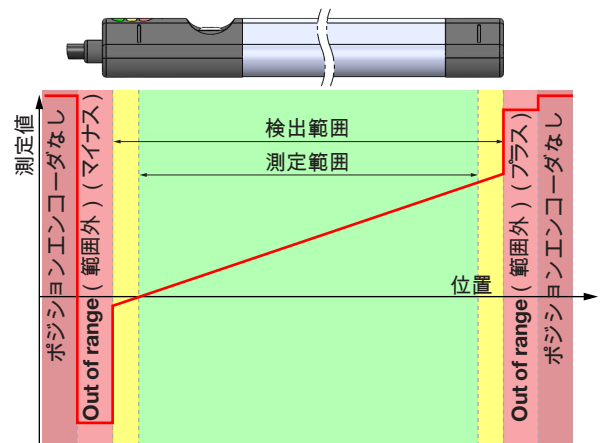 測定値
ポジションエンコーダなし
Out of range(範囲外)(マイナス)
検出範囲
測定範囲
位置
Out of range(範囲外)(プラス)
ポジションエンコーダなし